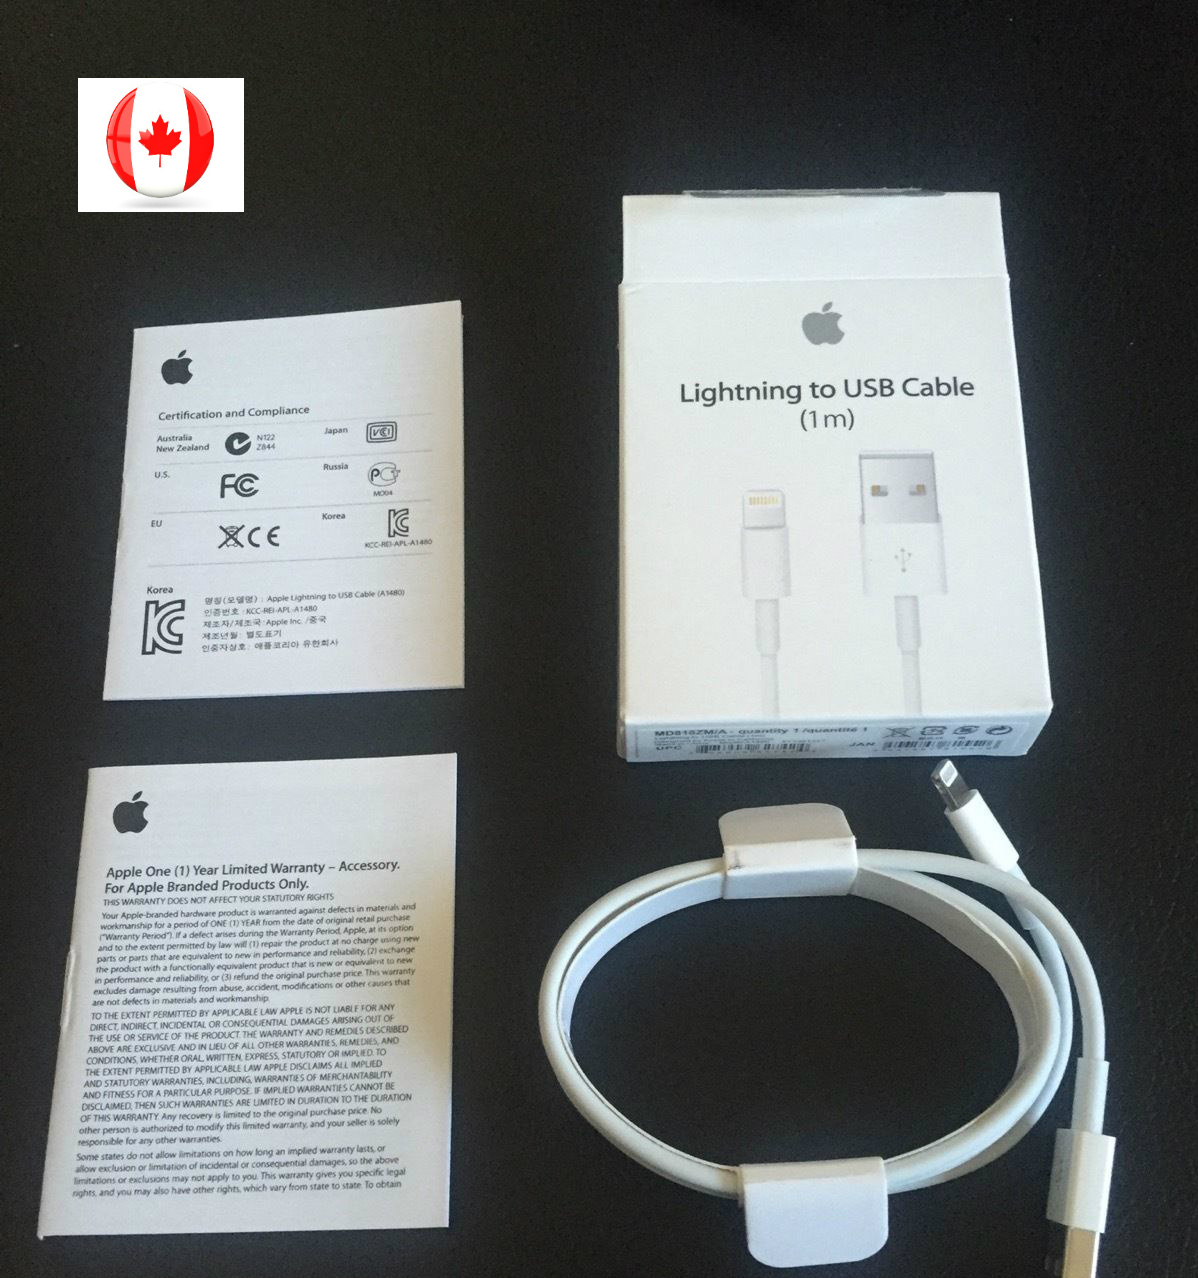 Certification and Compliance
Australia
New Zealand
N122
Z844
Japan
VCI
U.S.
FC
Russia
PCT
MO04
EU
CE
Korea
KC
KCC-REI-APL-A1480
Korea
KC
명칭(모델명) : Apple Lightning to USB Cable (A1480)
인증번호 : KCC-REI-APL-A1480
제조자/제조국: Apple Inc. /중국
제조년월 : 별도표기
인증자상호 : 애플코리아 유한회사
Lightning to USB Cable
(1 m)
MD818ZM/A - quantity 1 /quantité 1
UPC
JAN
Apple One (1) Year Limited Warranty – Accessory.
For Apple Branded Products Only.
THIS WARRANTY DOES NOT AFFECT YOUR STATUTORY RIGHTS
Your Apple-branded hardware product is warranted against defects in materials and
workmanship for a period of ONE (1) YEAR from the date of original retail purchase
("Warranty Period"). If a defect arises during the Warranty Period, Apple, at its option
and to the extent permitted by law will (1) repair the product at no charge using new
parts or parts that are equivalent to new in performance and reliability, (2) exchange
the product with a functionally equivalent product that is new or equivalent to new
in performance and reliability, or (3) refund the original purchase price. This warranty
excludes damage resulting from abuse, accident, modifications or other causes that
are not defects in materials and workmanship.
TO THE EXTENT PERMITTED BY APPLICABLE LAW APPLE IS NOT LIABLE FOR ANY
DIRECT, INDIRECT, INCIDENTAL OR CONSEQUENTIAL DAMAGES ARISING OUT OF
THE USE OR SERVICE OF THE PRODUCT. THE WARRANTY AND REMEDIES DESCRIBED
ABOVE ARE EXCLUSIVE AND IN LIEU OF ALL OTHER WARRANTIES, REMEDIES, AND
CONDITIONS, WHETHER ORAL, WRITTEN, EXPRESS, STATUTORY OR IMPLIED. TO
THE EXTENT PERMITTED BY APPLICABLE LAW APPLE DISCLAIMS ALL IMPLIED
AND STATUTORY WARRANTIES, INCLUDING, WARRANTIES OF MERCHANTABILITY
AND FITNESS FOR A PARTICULAR PURPOSE. IF IMPLIED WARRANTIES CANNOT BE
DISCLAIMED, THEN SUCH WARRANTIES ARE LIMITED IN DURATION TO THE DURATION
OF THIS WARRANTY. Any recovery is limited to the original purchase price. No
other person is authorized to modify this limited warranty, and your seller is solely
responsible for any other warranties.
Some states do not allow limitations on how long an implied warranty lasts, or
allow exclusion or limitation of incidental or consequential damages, so the above
limitations or exclusions may not apply to you. This warranty gives you specific legal
rights, and you may also have other rights, which vary from state to state. To obtain